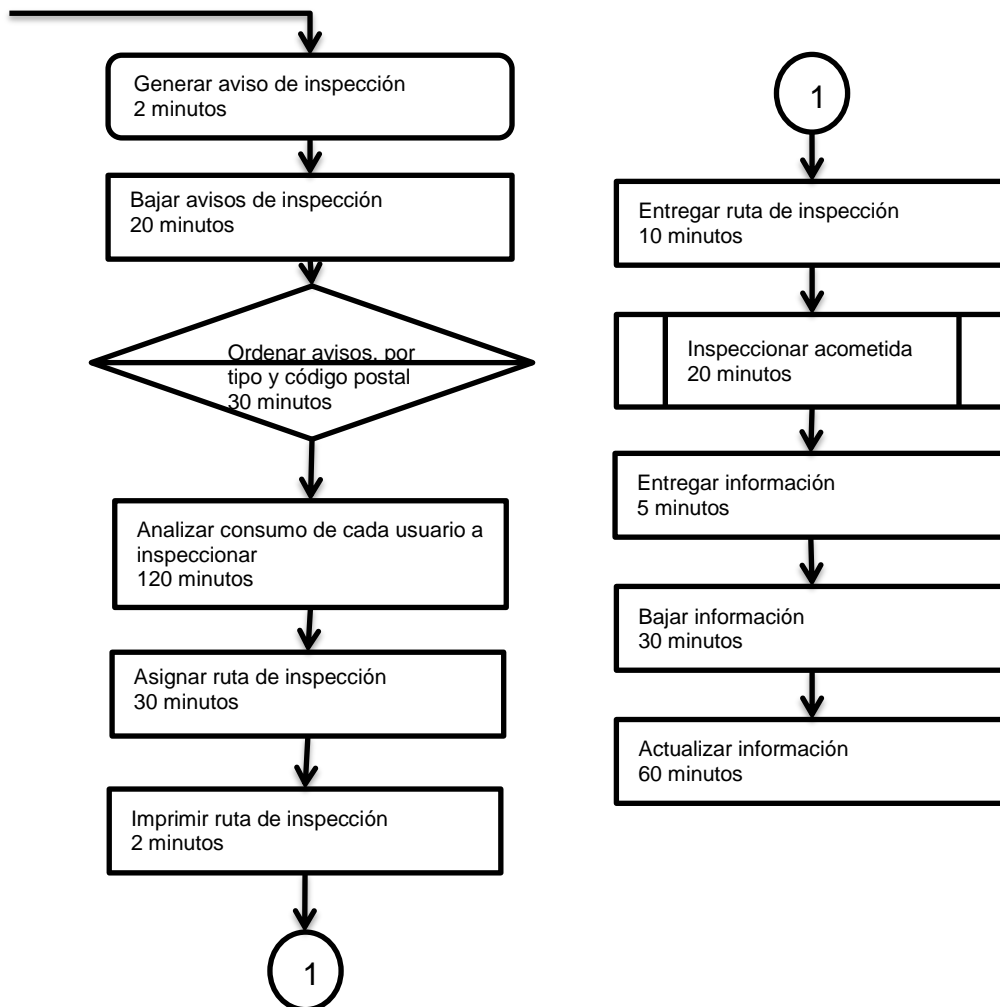 Generar aviso de inspección
2 minutos
Bajar avisos de inspección
20 minutos
Ordenar avisos, por
tipo y código postal
30 minutos
Analizar consumo de cada usuario a
inspeccionar
120 minutos
Asignar ruta de inspección
30 minutos
Imprimir ruta de inspección
2 minutos
1
1
Entregar ruta de inspección
10 minutos
Inspeccionar acometida
20 minutos
Entregar información
5 minutos
Bajar información
30 minutos
Actualizar información
60 minutos